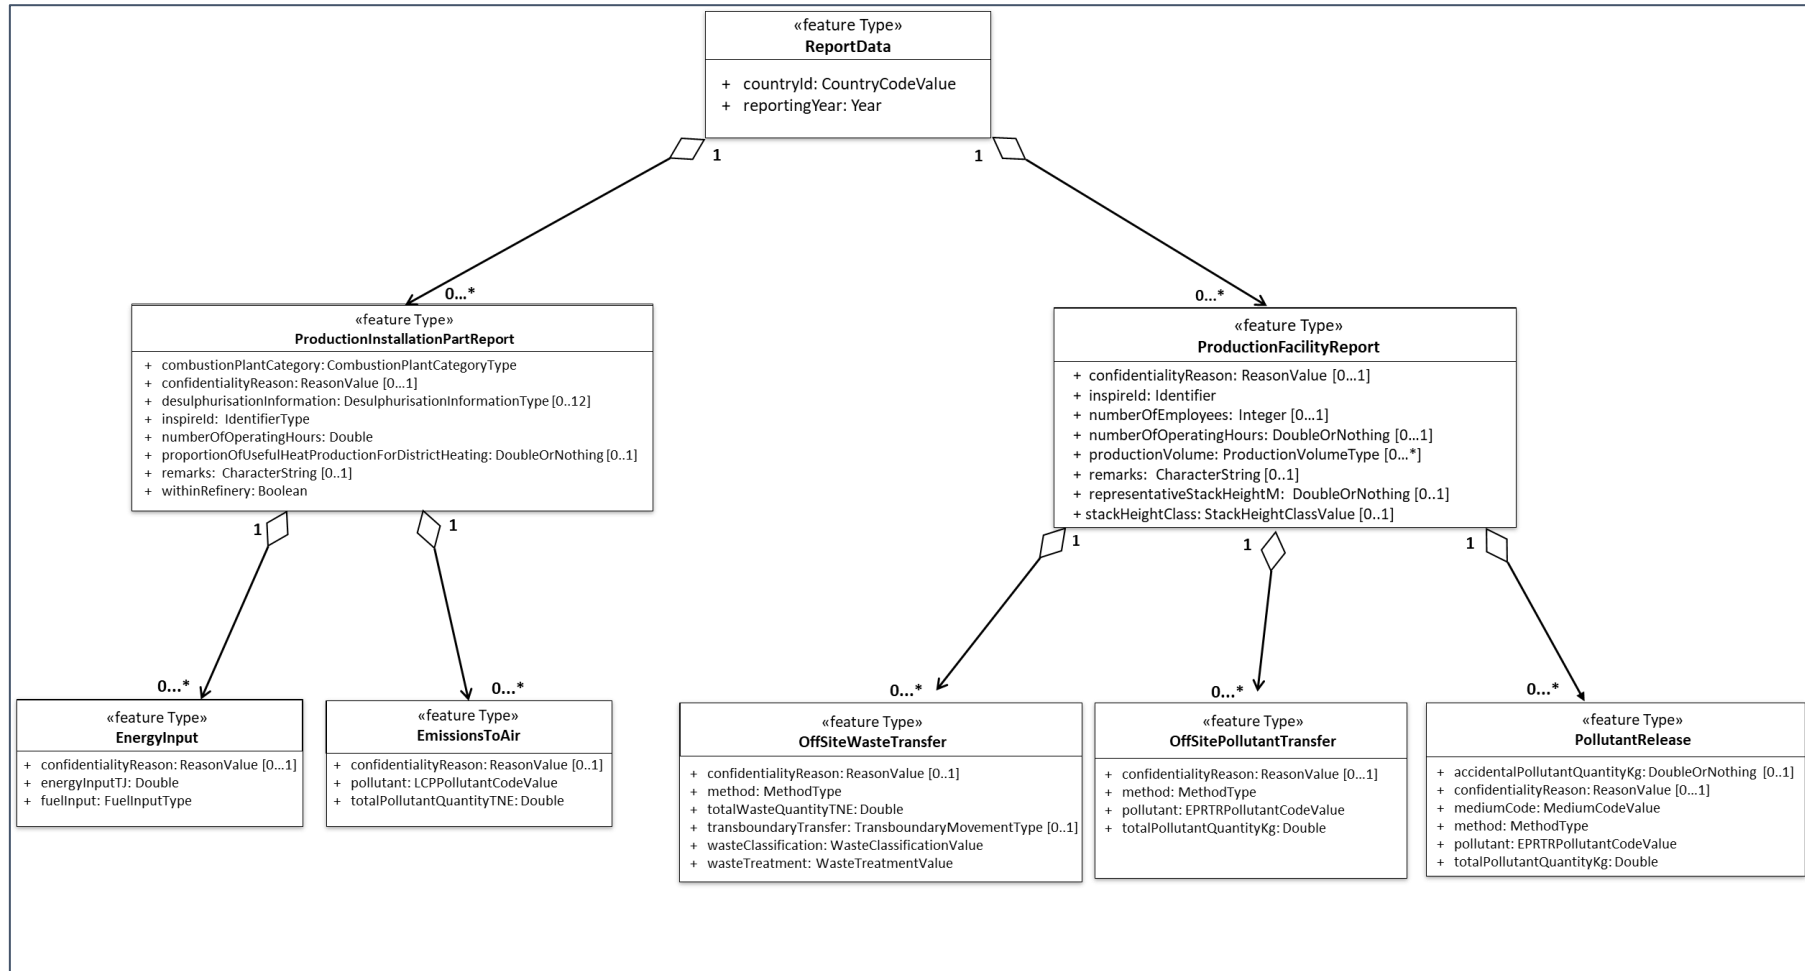 «feature Type»
ReportData
+ countryId: CountryCodeValue
+ reportingYear: Year
1
1
0...*
0...*
«feature Type»
ProductionInstallationPartReport
+ combustionPlantCategory: CombustionPlantCategoryType
+ confidentialityReason: ReasonValue [0...1]
+ desulphurisationInformation: DesulphurisationInformationType [0..12]
+ inspireId: IdentifierType
+ numberOfOperatingHours: Double
+ proportionOfUsefulHeatProductionForDistrictHeating: DoubleOrNothing [0..1]
+ remarks: CharacterString [0..1]
+ withinRefinery: Boolean
«feature Type»
ProductionFacilityReport
+ confidentialityReason: ReasonValue [0...1]
+ inspireId: Identifier
+ numberOfEmployees: Integer [0...1]
+ numberOfOperatingHours: DoubleOrNothing [0...1]
+ productionVolume: ProductionVolumeType [0...*]
+ remarks: CharacterString [0..1]
+ representativeStackHeightM: DoubleOrNothing [0..1]
+ stackHeightClass: StackHeightClassValue [0..1]
1
1
1
1
1
0...*
0...*
0...*
0...*
0...*
«feature Type»
EnergyInput
+ confidentialityReason: ReasonValue [0...1]
+ energyInputTJ: Double
+ fuelInput: FuelInputType
«feature Type»
EmissionsToAir
+ confidentialityReason: ReasonValue [0..1]
+ pollutant: LCPPollutantCodeValue
+ totalPollutantQuantityTNE: Double
«feature Type»
OffSiteWasteTransfer
+ confidentialityReason: ReasonValue [0..1]
+ method: MethodType
+ totalWasteQuantityTNE: Double
+ transboundaryTransfer: TransboundaryMovementType [0..1]
+ wasteClassification: WasteClassificationValue
+ wasteTreatment: WasteTreatmentValue
«feature Type»
OffSitePollutantTransfer
+ confidentialityReason: ReasonValue [0..1]
+ method: MethodType
+ pollutant: EPRTRPollutantCodeValue
+ totalPollutantQuantityKg: Double
«feature Type»
PollutantRelease
+ accidentalPollutantQuantityKg: DoubleOrNothing [0..1]
+ confidentialityReason: ReasonValue [0...1]
+ mediumCode: MediumCodeValue
+ method: MethodType
+ pollutant: EPRTRPollutantCodeValue
+ totalPollutantQuantityKg: Double